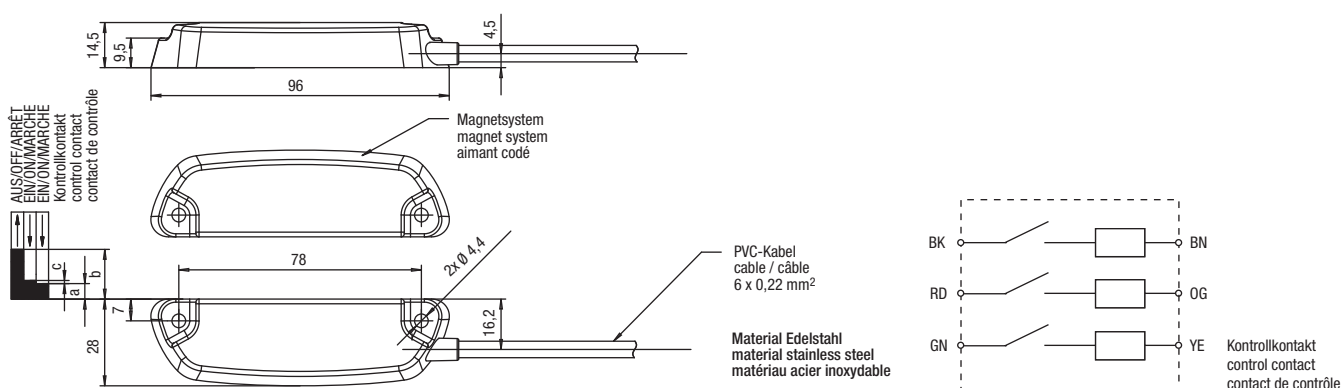 14,5
9,5
4,5
96
Magnetsystem
magnet system
aimant codé
AUS/OFF/ARRÊT
EIN/ON/MARCHE
EIN/ON/MARCHE
Kontrollkontakt
control contact
contact de contrôle
c
a
b
78
2x Ø 4,4
7
28
16,2
PVC-Kabel
cable / câble
6 x 0,22 mm²
Material Edelstahl
material stainless steel
matériau acier inoxydable
BK BN
RD OG
GN YE
Kontrollkontakt
control contact
contact de contrôle